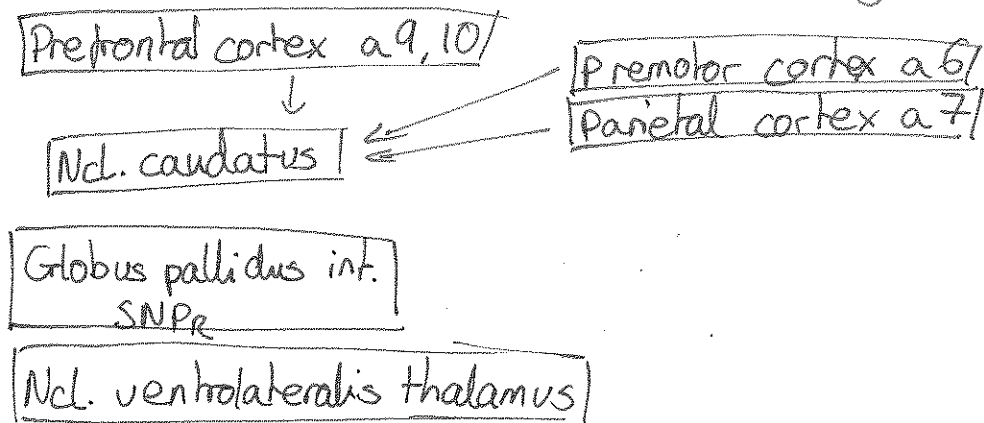 Prefrontal cortex a 9, 10
Premotor cortex a 6
Parietal cortex a 7
Ncl. caudatus
Globus pallidus int.
SNPR
Ncl. ventrolateralis thalamus